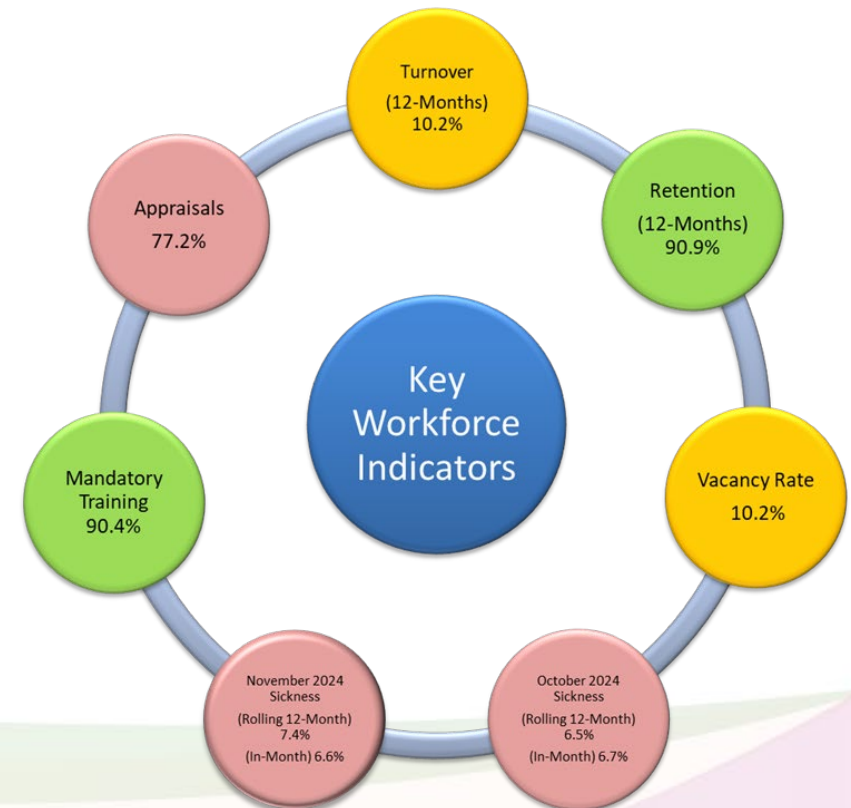 Turnover
(12-Months)
10.2%
Retention
(12-Months)
90.9%
Vacancy Rate
10.2%
October 2024
Sickness
(Rolling 12-Month)
6.5%
(In-Month) 6.7%
November 2024
Sickness
(Rolling 12-Month)
7.4%
(In-Month) 6.6%
Mandatory
Training
90.4%
Appraisals
77.2%
Key
Workforce
Indicators